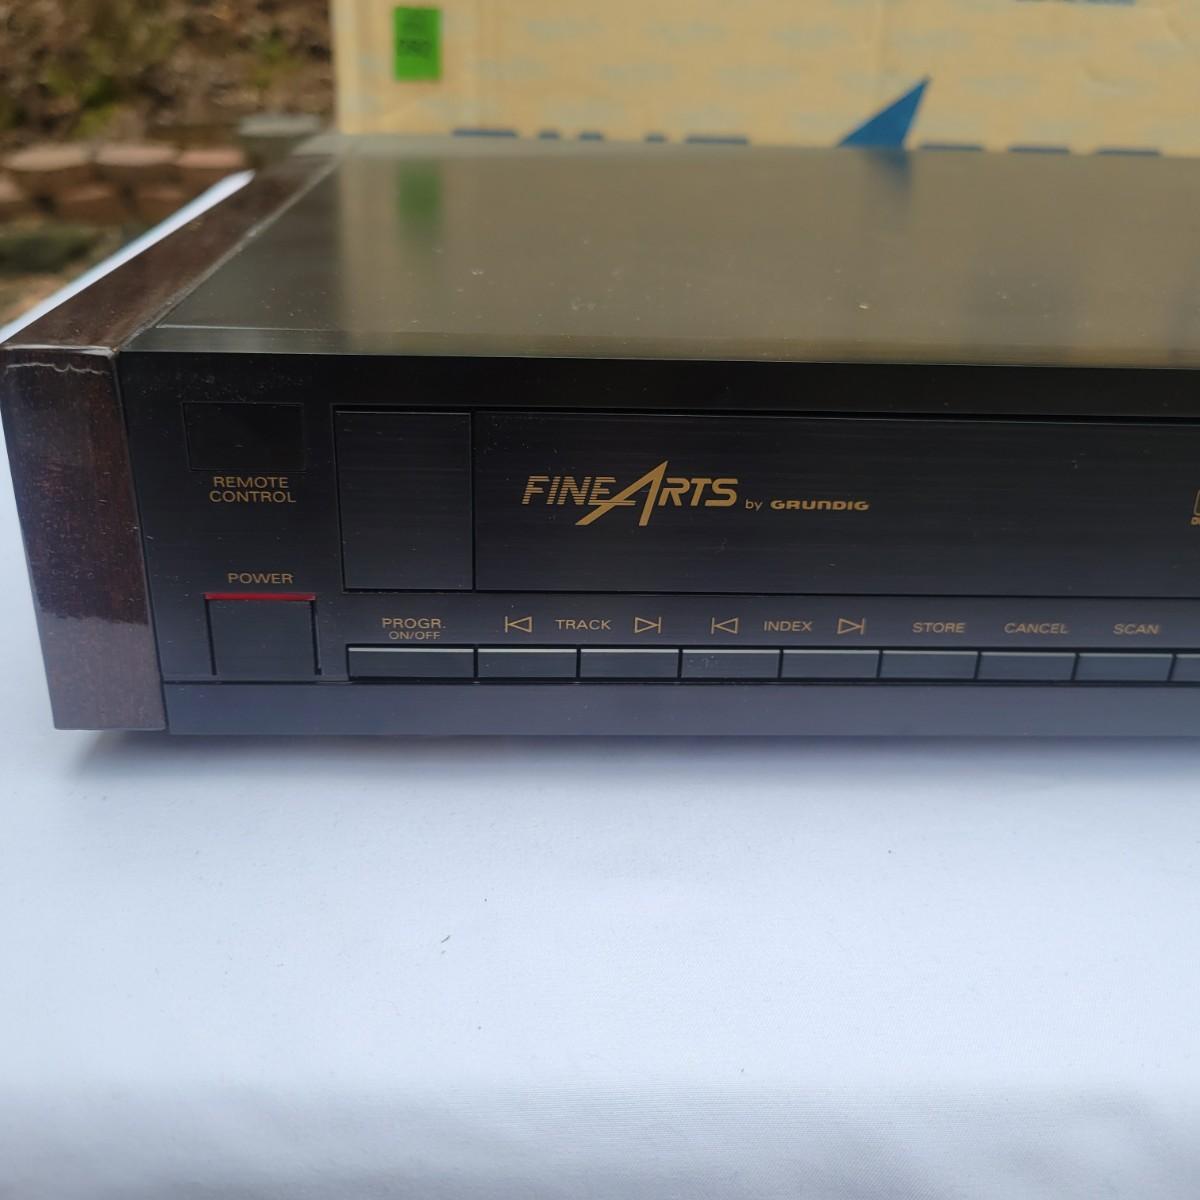 REMOTE
CONTROL
FINE ARTS by GRUNDIG
POWER
PROGR.
ON/OFF
TRACK
INDEX
STORE
CANCEL
SCAN